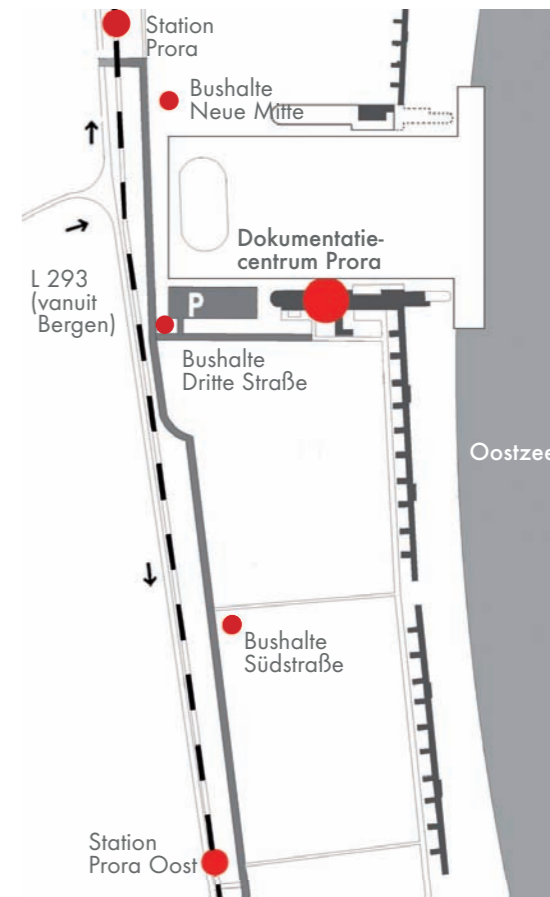 Station
Prora
Bushalte
Neue Mitte
Dokumentatie-
centrum Prora
L 293
(vanuit
Bergen)
P
Bushalte
Dritte Straße
Oostzee
Bushalte
Südstraße
Station
Prora Oost